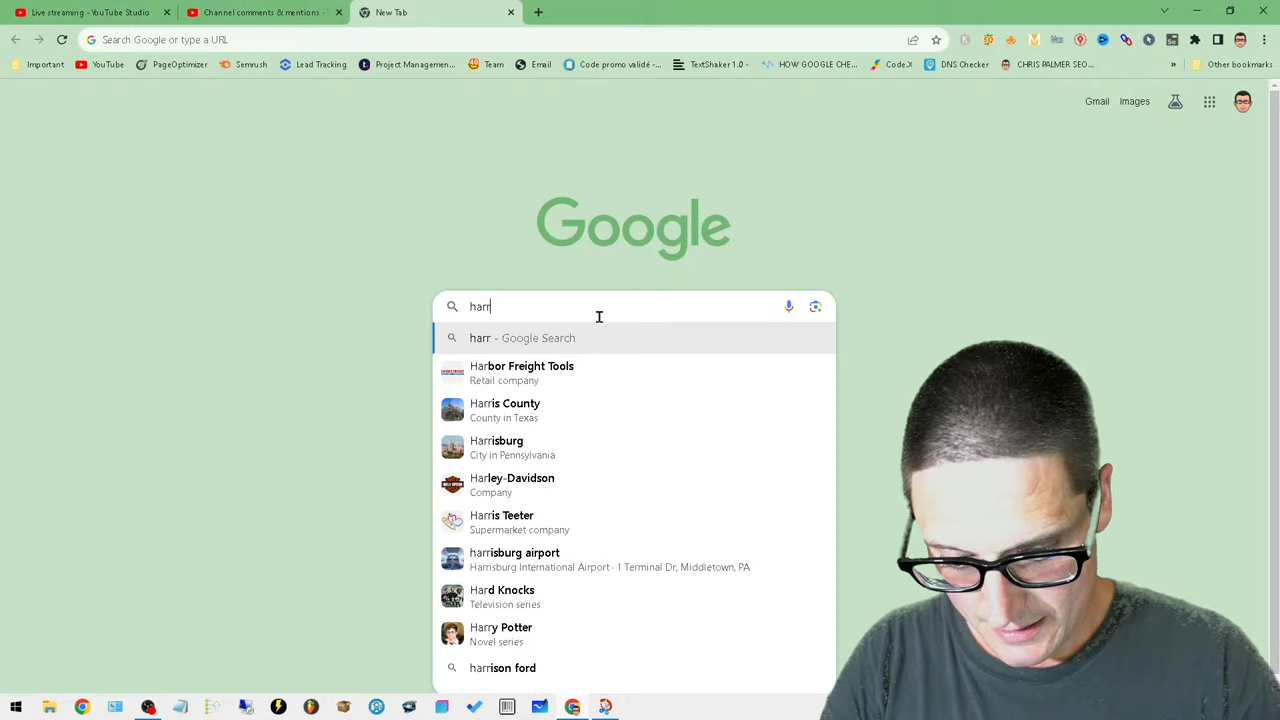 Live streaming - YouTube Studio
Channel comments & mentions -
New Tab
Search Google or type a URL
Important
YouTube
PageOptimizer
Semrush
Lead Tracking
Project Managemen...
Team
Email
Code promo validé -...
TextShaker 1.0 -
HOW GOOGLE CHE...
Code.X
DNS Checker
CHRIS PALMER SEO...
»
Other bookmarks
Gmail
Images
Google
harr
harr - Google Search
Harbor Freight Tools
Retail company
Harris County
County in Texas
Harrisburg
City in Pennsylvania
Harley-Davidson
Company
Harris Teeter
Supermarket company
harrisburg airport
Harrisburg International Airport - 1 Terminal Dr, Middletown, PA
Hard Knocks
Television series
Harry Potter
Novel series
harrison ford